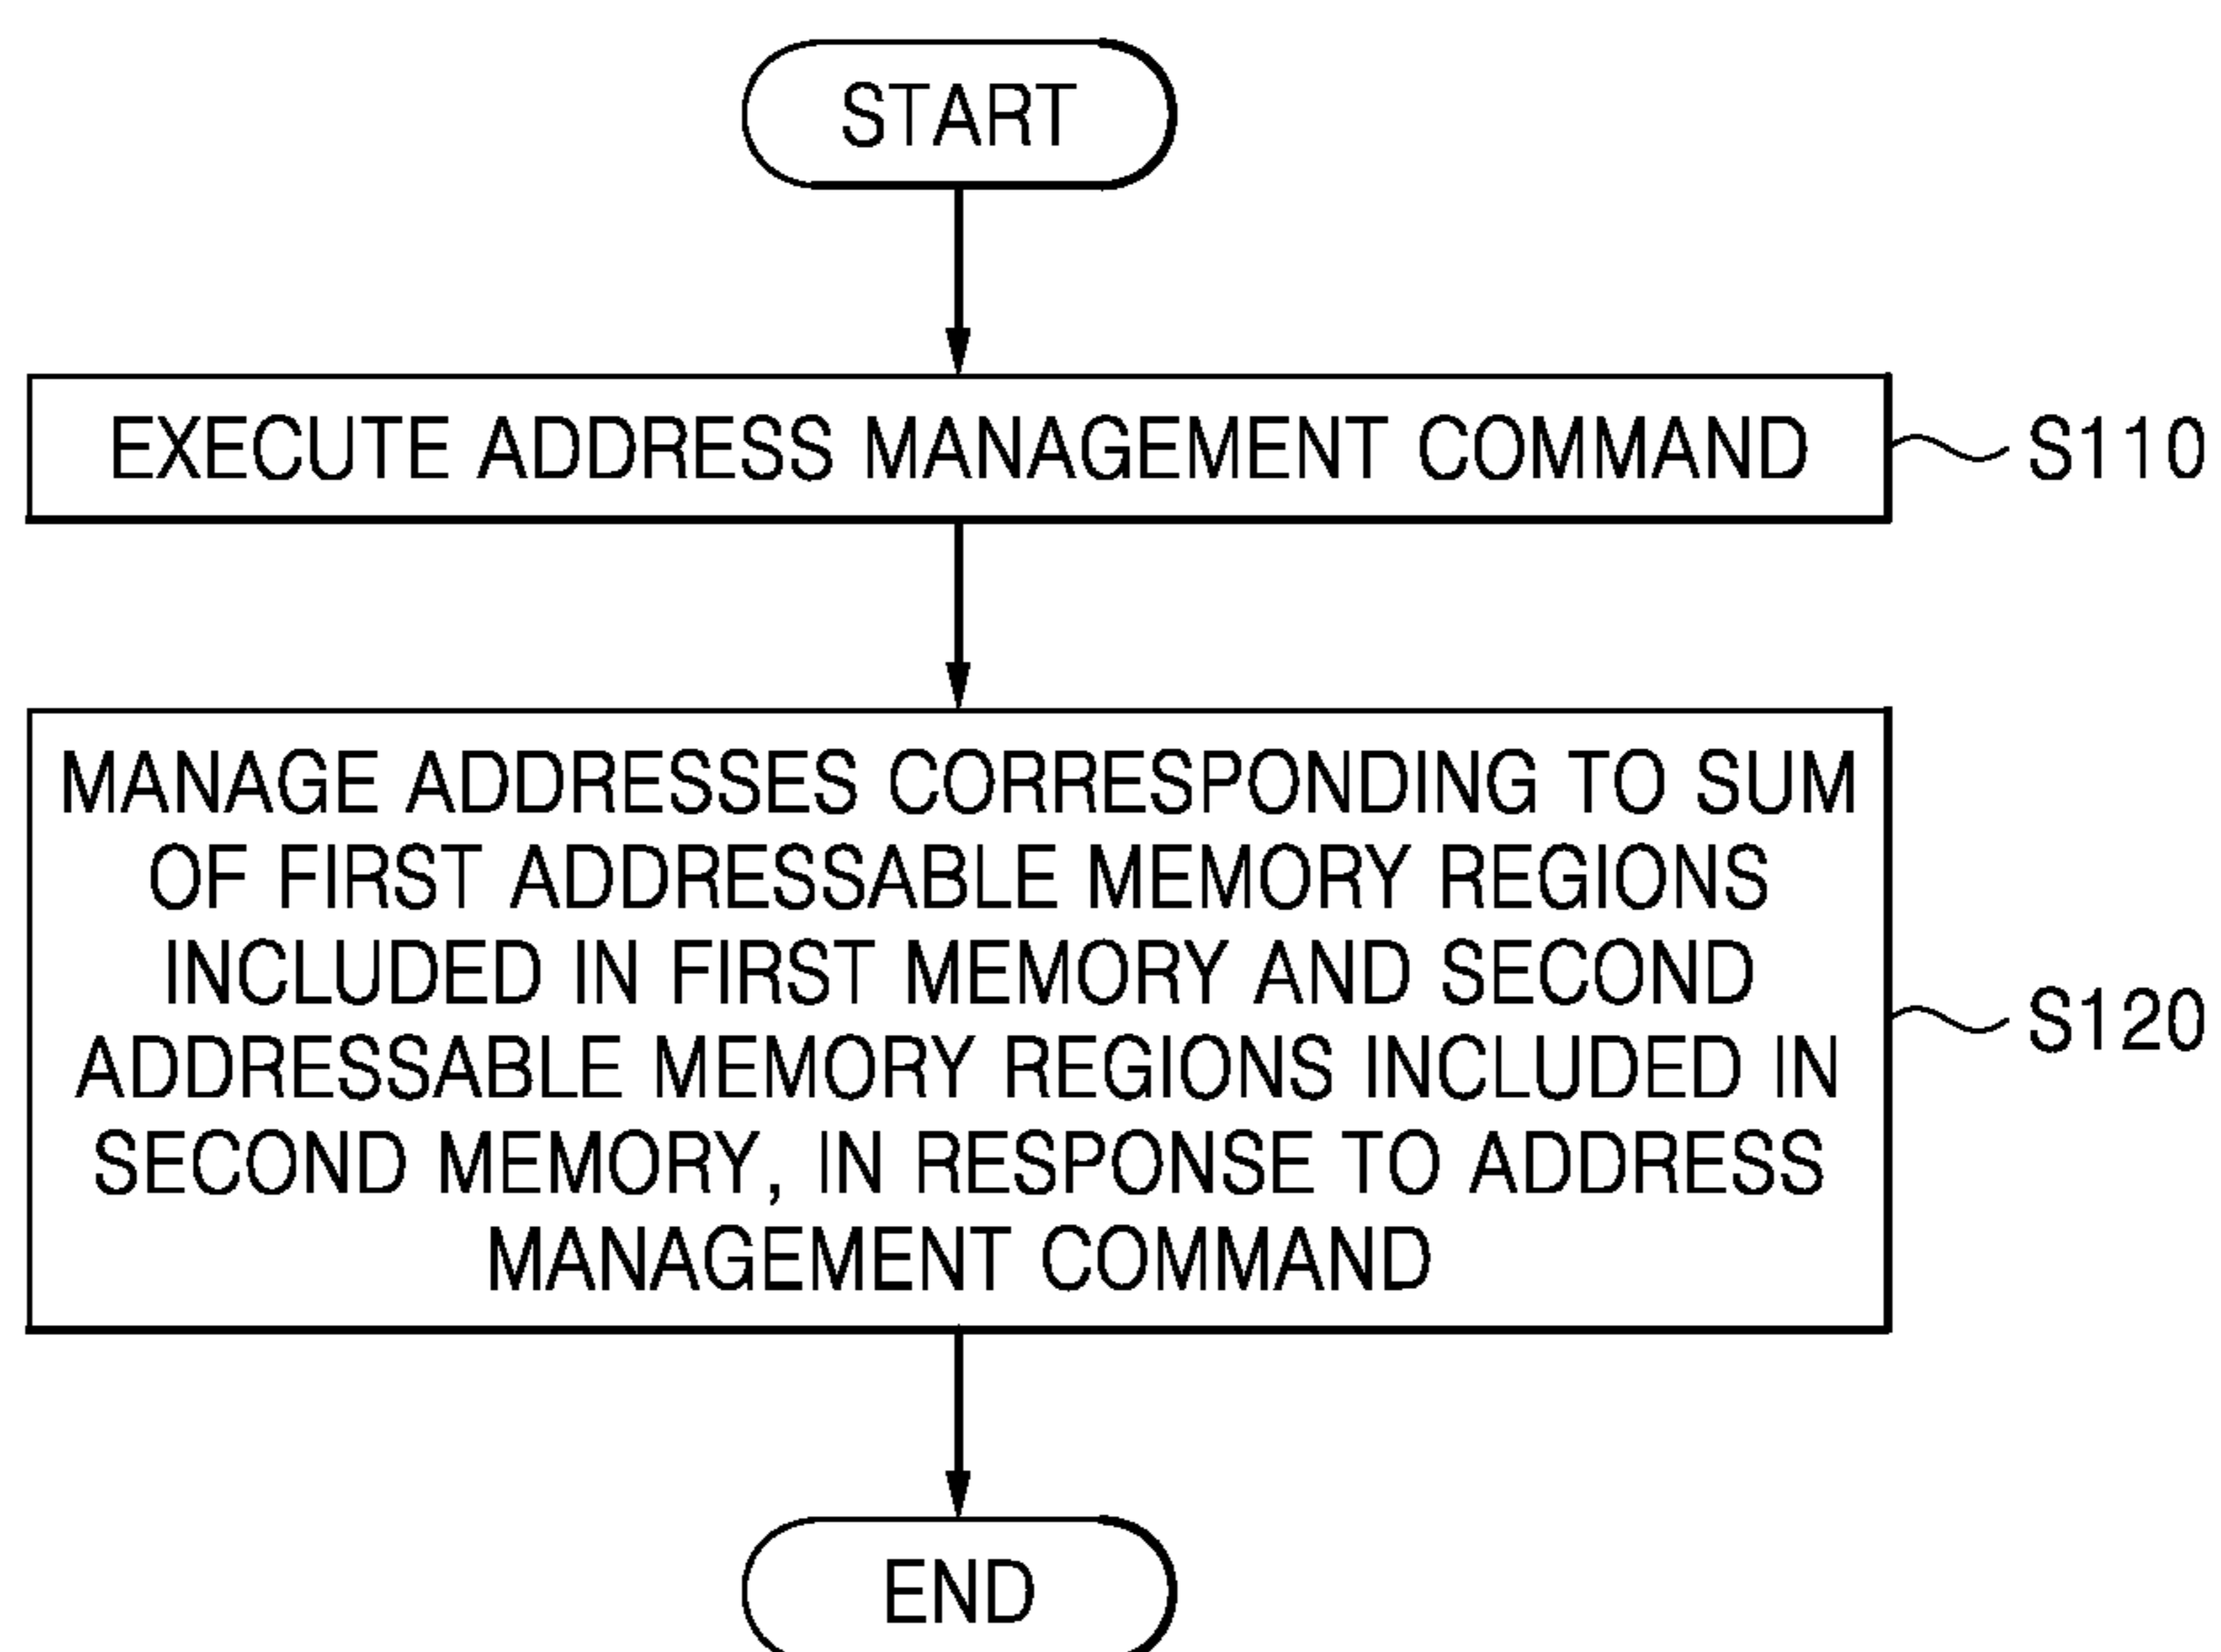 START
EXECUTE ADDRESS MANAGEMENT COMMAND
S110
MANAGE ADDRESSES CORRESPONDING TO SUM
OF FIRST ADDRESSABLE MEMORY REGIONS
INCLUDED IN FIRST MEMORY AND SECOND
ADDRESSABLE MEMORY REGIONS INCLUDED IN
SECOND MEMORY, IN RESPONSE TO ADDRESS
MANAGEMENT COMMAND
S120
END